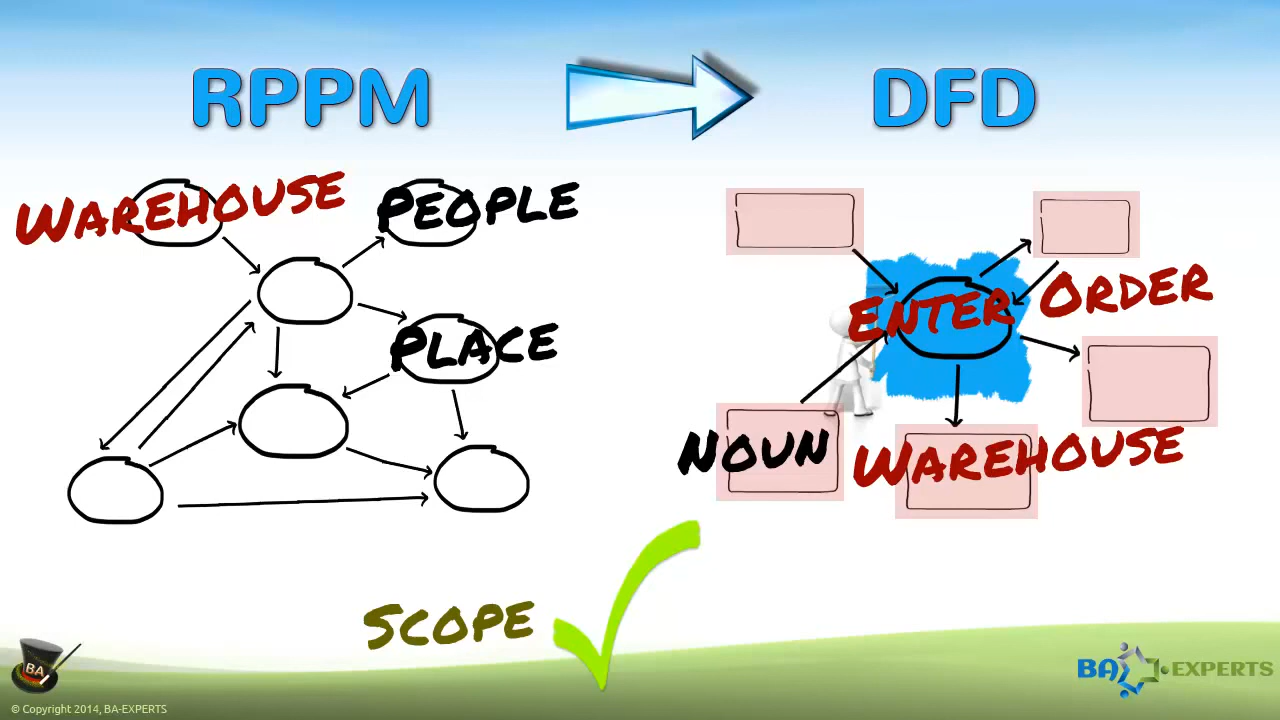 RPPM
DFD
WAREHOUSE
PEOPLE
PLACE
ENTER ORDER
NOUN
WAREHOUSE
SCOPE
BA
BA EXPERTS
© Copyright 2014, BA-EXPERTS